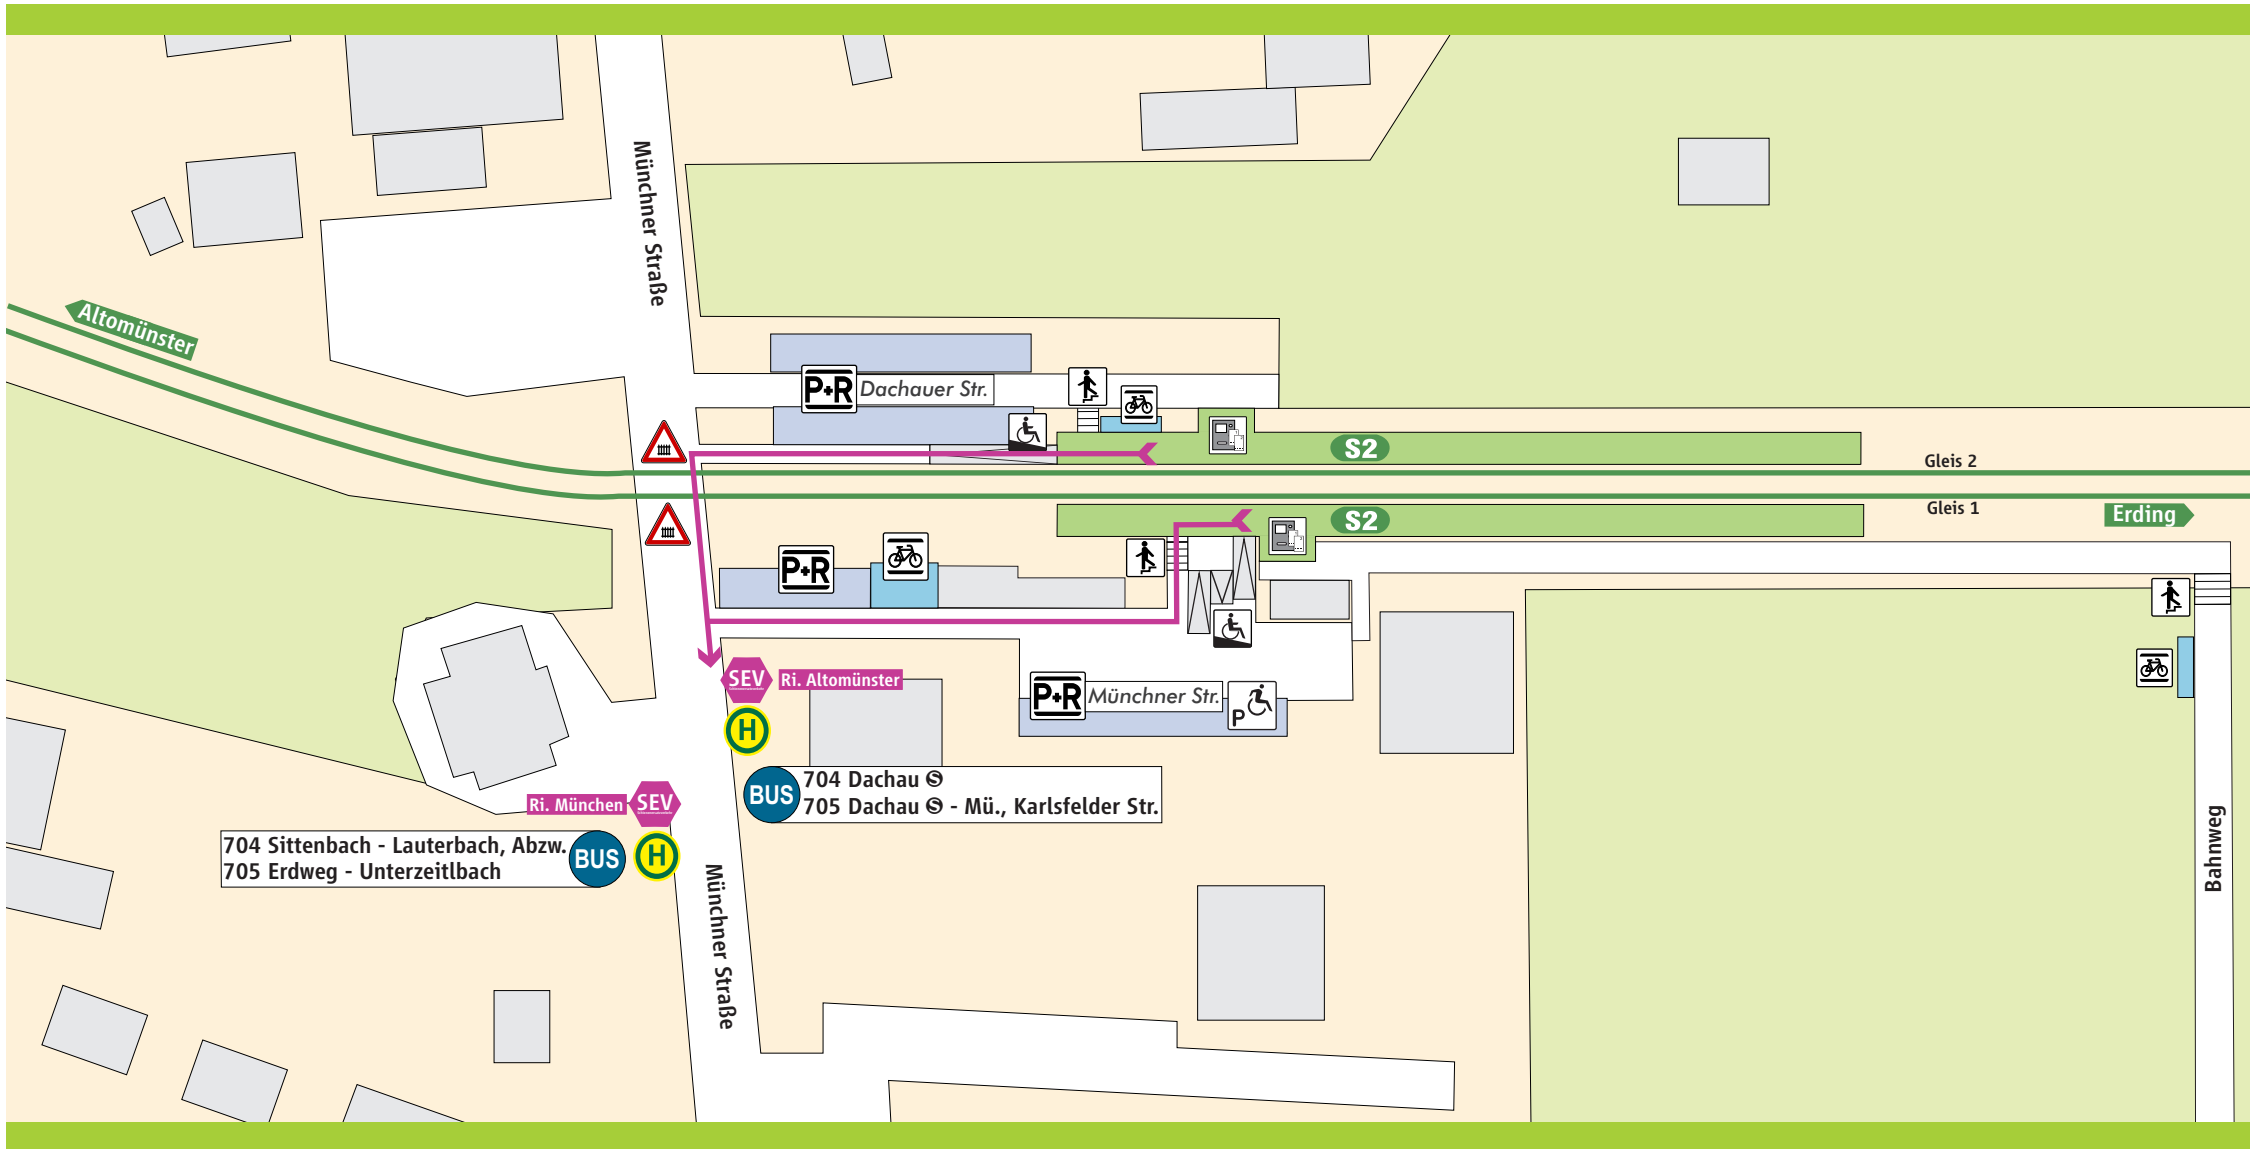 Münchner Straße
Altomünster
P+R Dachauer Str.
S2
Gleis 2
S2
Gleis 1
Erding
P+R
SEV Ri. Altomünster
P+R Münchner Str.
P
H
BUS
704 Dachau S
705 Dachau S - Mü., Karlsfelder Str.
Ri. München SEV
704 Sittenbach - Lauterbach, Abzw.
705 Erdweg - Unterzeitlbach
BUS
H
Münchner Straße
Bahnweg